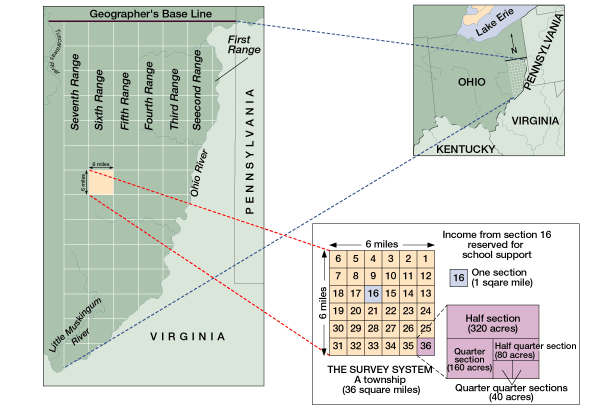 Geographer's Base Line
First
Range
Seventh Range
Sixth Range
Fifth Range
Fourth Range
Third Range
Seecond Range
6 miles
6 miles
Ohio River
PENNSYLVANIA
Little Muskingum
River
VIRGINIA
Lake Erie
N
OHIO
PENNSYLVANIA
VIRGINIA
KENTUCKY
6 miles
6 miles
6 5 4 3 2 1
7 8 9 10 11 12
18 17 16 15 14 13
19 20 21 22 23 24
30 29 28 27 26 25
31 32 33 34 35 36
THE SURVEY SYSTEM
A township
(36 square miles)
Income from section 16
reserved for
school support
16
One section
(1 sqare mile)
Half section
(320 acres)
Quarter
section
(160 acres)
Half quarter section
(80 acres)
Quarter quarter sections
(40 acres)